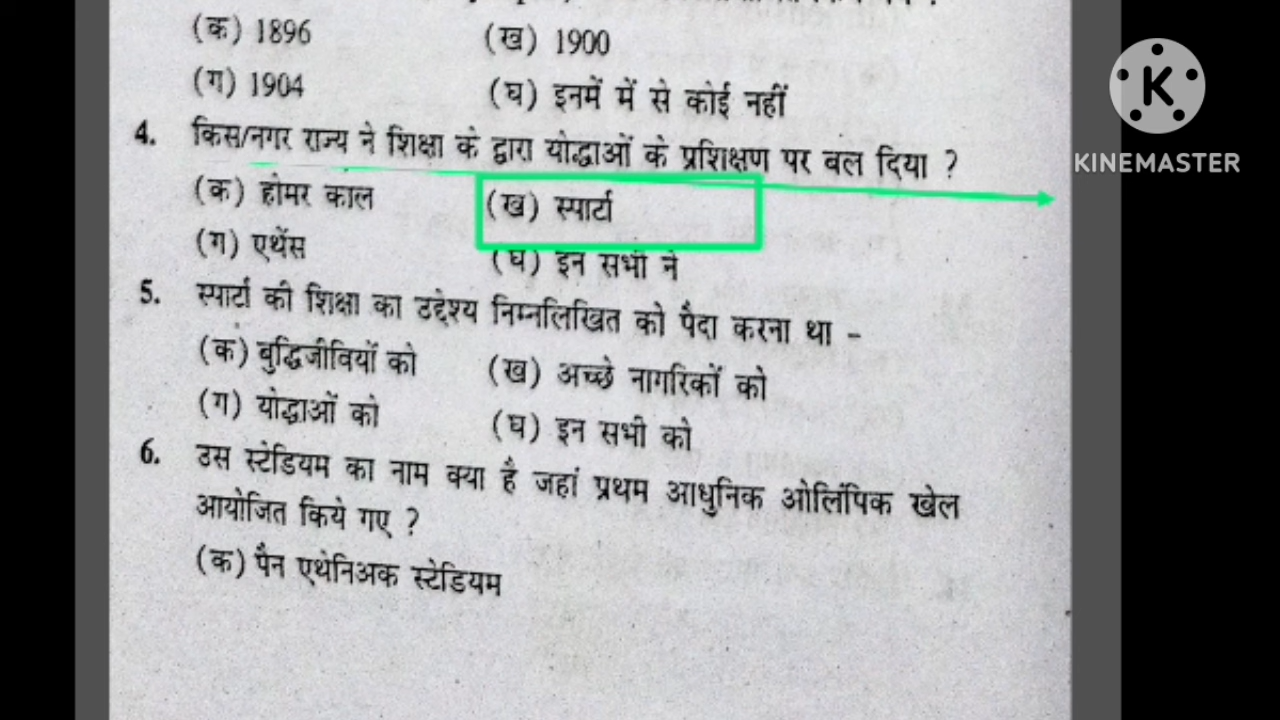 (क) 1896 (ख) 1900
(ग) 1904 (घ) इनमें में से कोई नहीं
4. किस/नगर राज्य ने शिक्षा के द्वारा योद्धाओं के प्रशिक्षण पर बल दिया ?
(क) होमर काल (ख) स्पार्टा
(ग) एथेंस (घ) इन सभी ने
5. स्पार्टा की शिक्षा का उद्देश्य निम्नलिखित को पैदा करना था -
(क) बुद्धिजीवियों को (ख) अच्छे नागरिकों को
(ग) योद्धाओं को (घ) इन सभी को
6. उस स्टेडियम का नाम क्या है जहां प्रथम आधुनिक ओलिंपिक खेल
आयोजित किये गए ?
(क) पैन एथेनिअक स्टेडियम
K
KINEMASTER